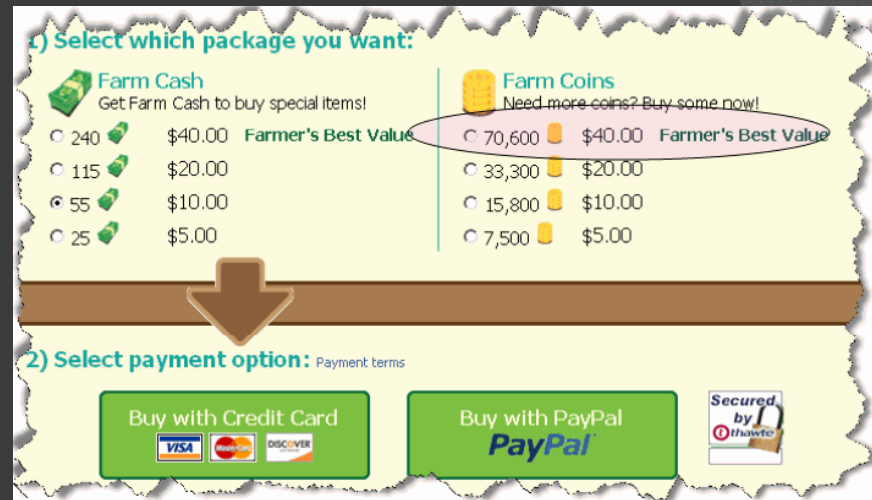 1) Select which package you want:
Farm Cash
Get Farm Cash to buy special items!
240 $40.00 Farmer's Best Value
115 $20.00
55 $10.00
25 $5.00
Farm Coins
Need more coins? Buy some now!
70,600 $40.00 Farmer's Best Value
33,300 $20.00
15,800 $10.00
7,500 $5.00
2) Select payment option: Payment terms
Buy with Credit Card
VISA MasterCard DISCOVER
Buy with PayPal
PayPal
Secured
by
thawte